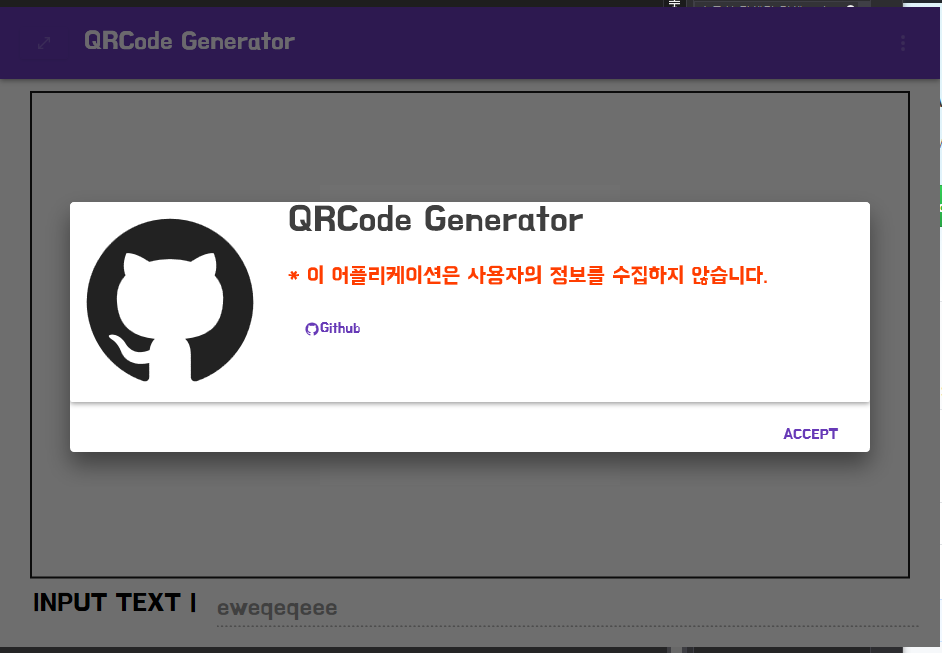 QRCode Generator
QRCode Generator
* 이 어플리케이션은 사용자의 정보를 수집하지 않습니다.
Github
ACCEPT
INPUT TEXT |
eweqeqeee